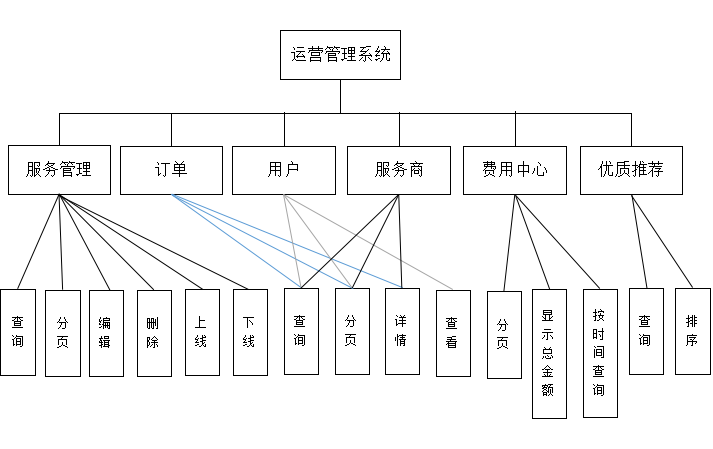 运营管理系统
服务管理
订单
用户
服务商
费用中心
优质推荐
查询
分页
编辑
删除
上线
下线
查询
分页
详情
查看
分页
显示总金额
按时间查询
查询
排序